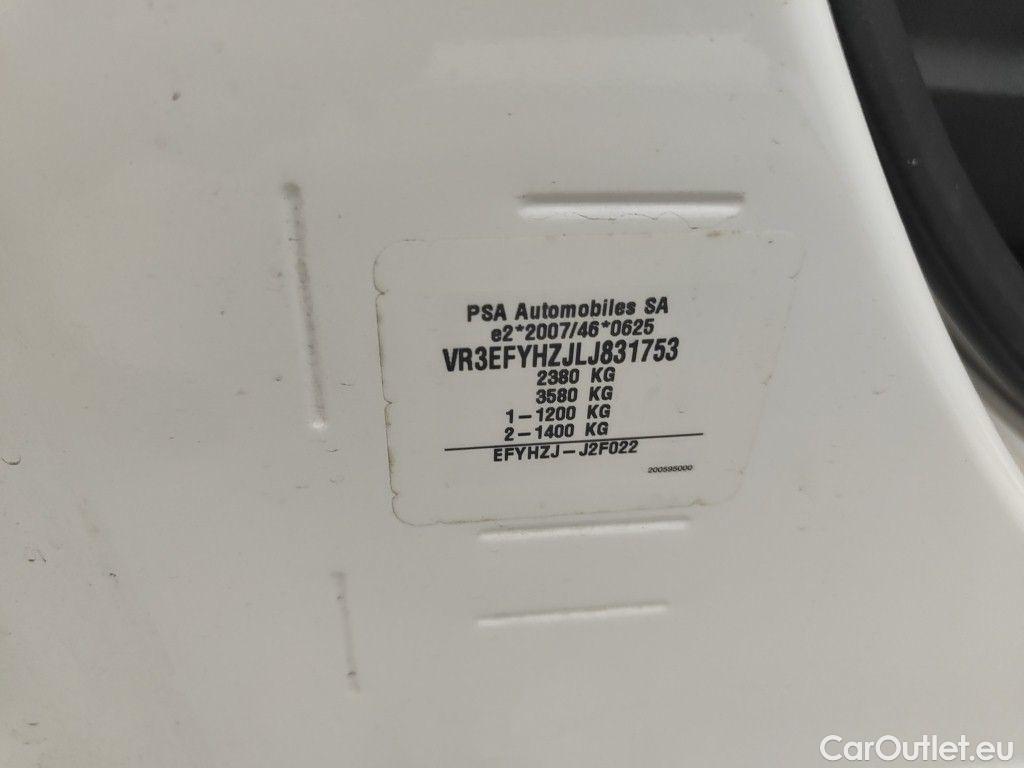 PSA Automobiles SA
e2*2007/46*0625
VR3EFYHZJLJ831753
2380 KG
3580 KG
1-1200 KG
2-1400 KG
EFYHZJ-J2F022
200595000
CarOutlet.eu